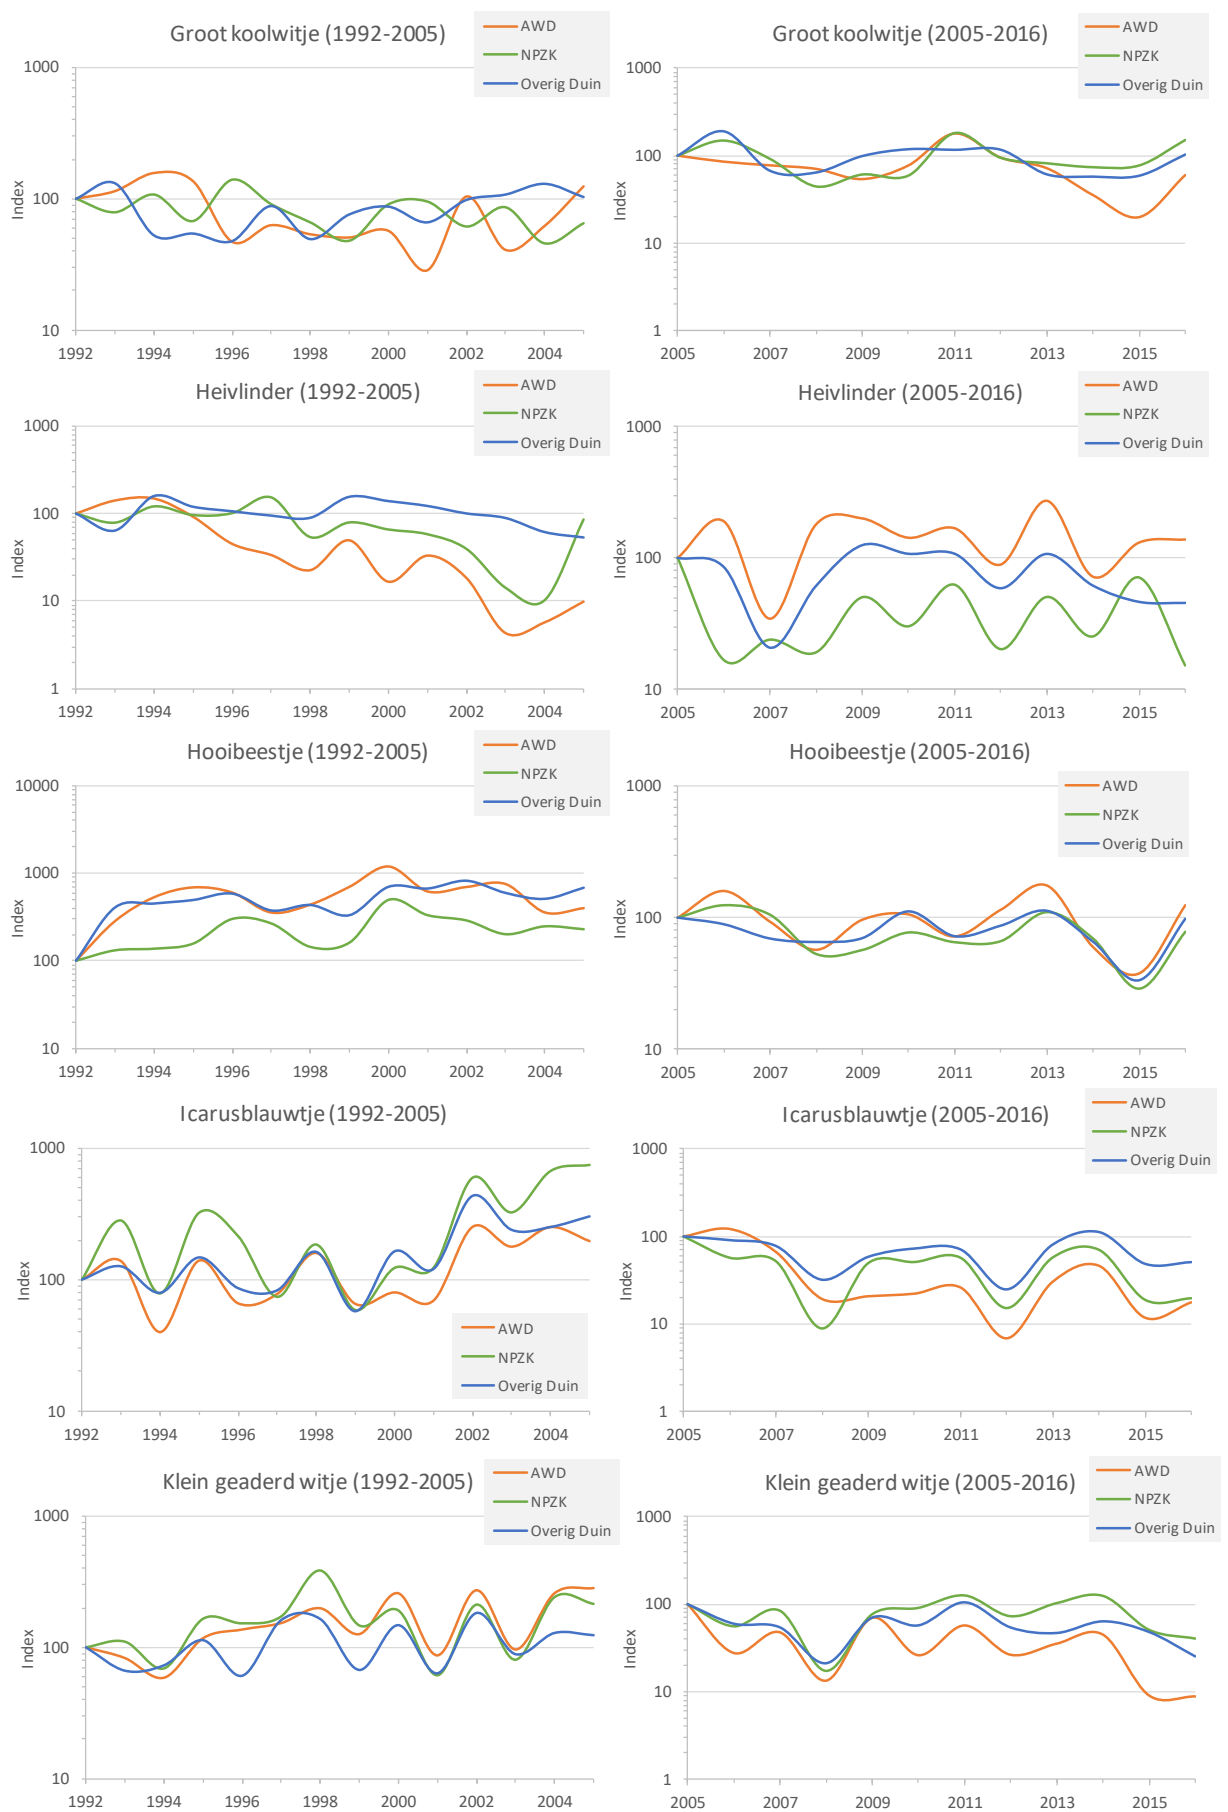 Groot koolwitje (1992-2005)
AWD
NPZK
Overig Duin
1000
100
10
Index
1992 1994 1996 1998 2000 2002 2004
Groot koolwitje (2005-2016)
AWD
NPZK
Overig Duin
1000
100
10
1
Index
2005 2007 2009 2011 2013 2015
Heivlinder (1992-2005)
AWD
NPZK
Overig Duin
1000
100
10
1
Index
1992 1994 1996 1998 2000 2002 2004
Heivlinder (2005-2016)
AWD
NPZK
Overig Duin
1000
100
10
Index
2005 2007 2009 2011 2013 2015
Hooibeestje (1992-2005)
AWD
NPZK
Overig Duin
10000
1000
100
10
Index
1992 1994 1996 1998 2000 2002 2004
Hooibeestje (2005-2016)
AWD
NPZK
Overig Duin
1000
100
10
Index
2005 2007 2009 2011 2013 2015
Icarusblauwtje (1992-2005)
1000
100
10
Index
AWD
NPZK
Overig Duin
1992 1994 1996 1998 2000 2002 2004
Icarusblauwtje (2005-2016)
AWD
NPZK
Overig Duin
1000
100
10
1
Index
2005 2007 2009 2011 2013 2015
Klein geaderd witje (1992-2005)
AWD
NPZK
Overig Duin
1000
100
10
Index
1992 1994 1996 1998 2000 2002 2004
Klein geaderd witje (2005-2016)
AWD
NPZK
Overig Duin
1000
100
10
1
Index
2005 2007 2009 2011 2013 2015